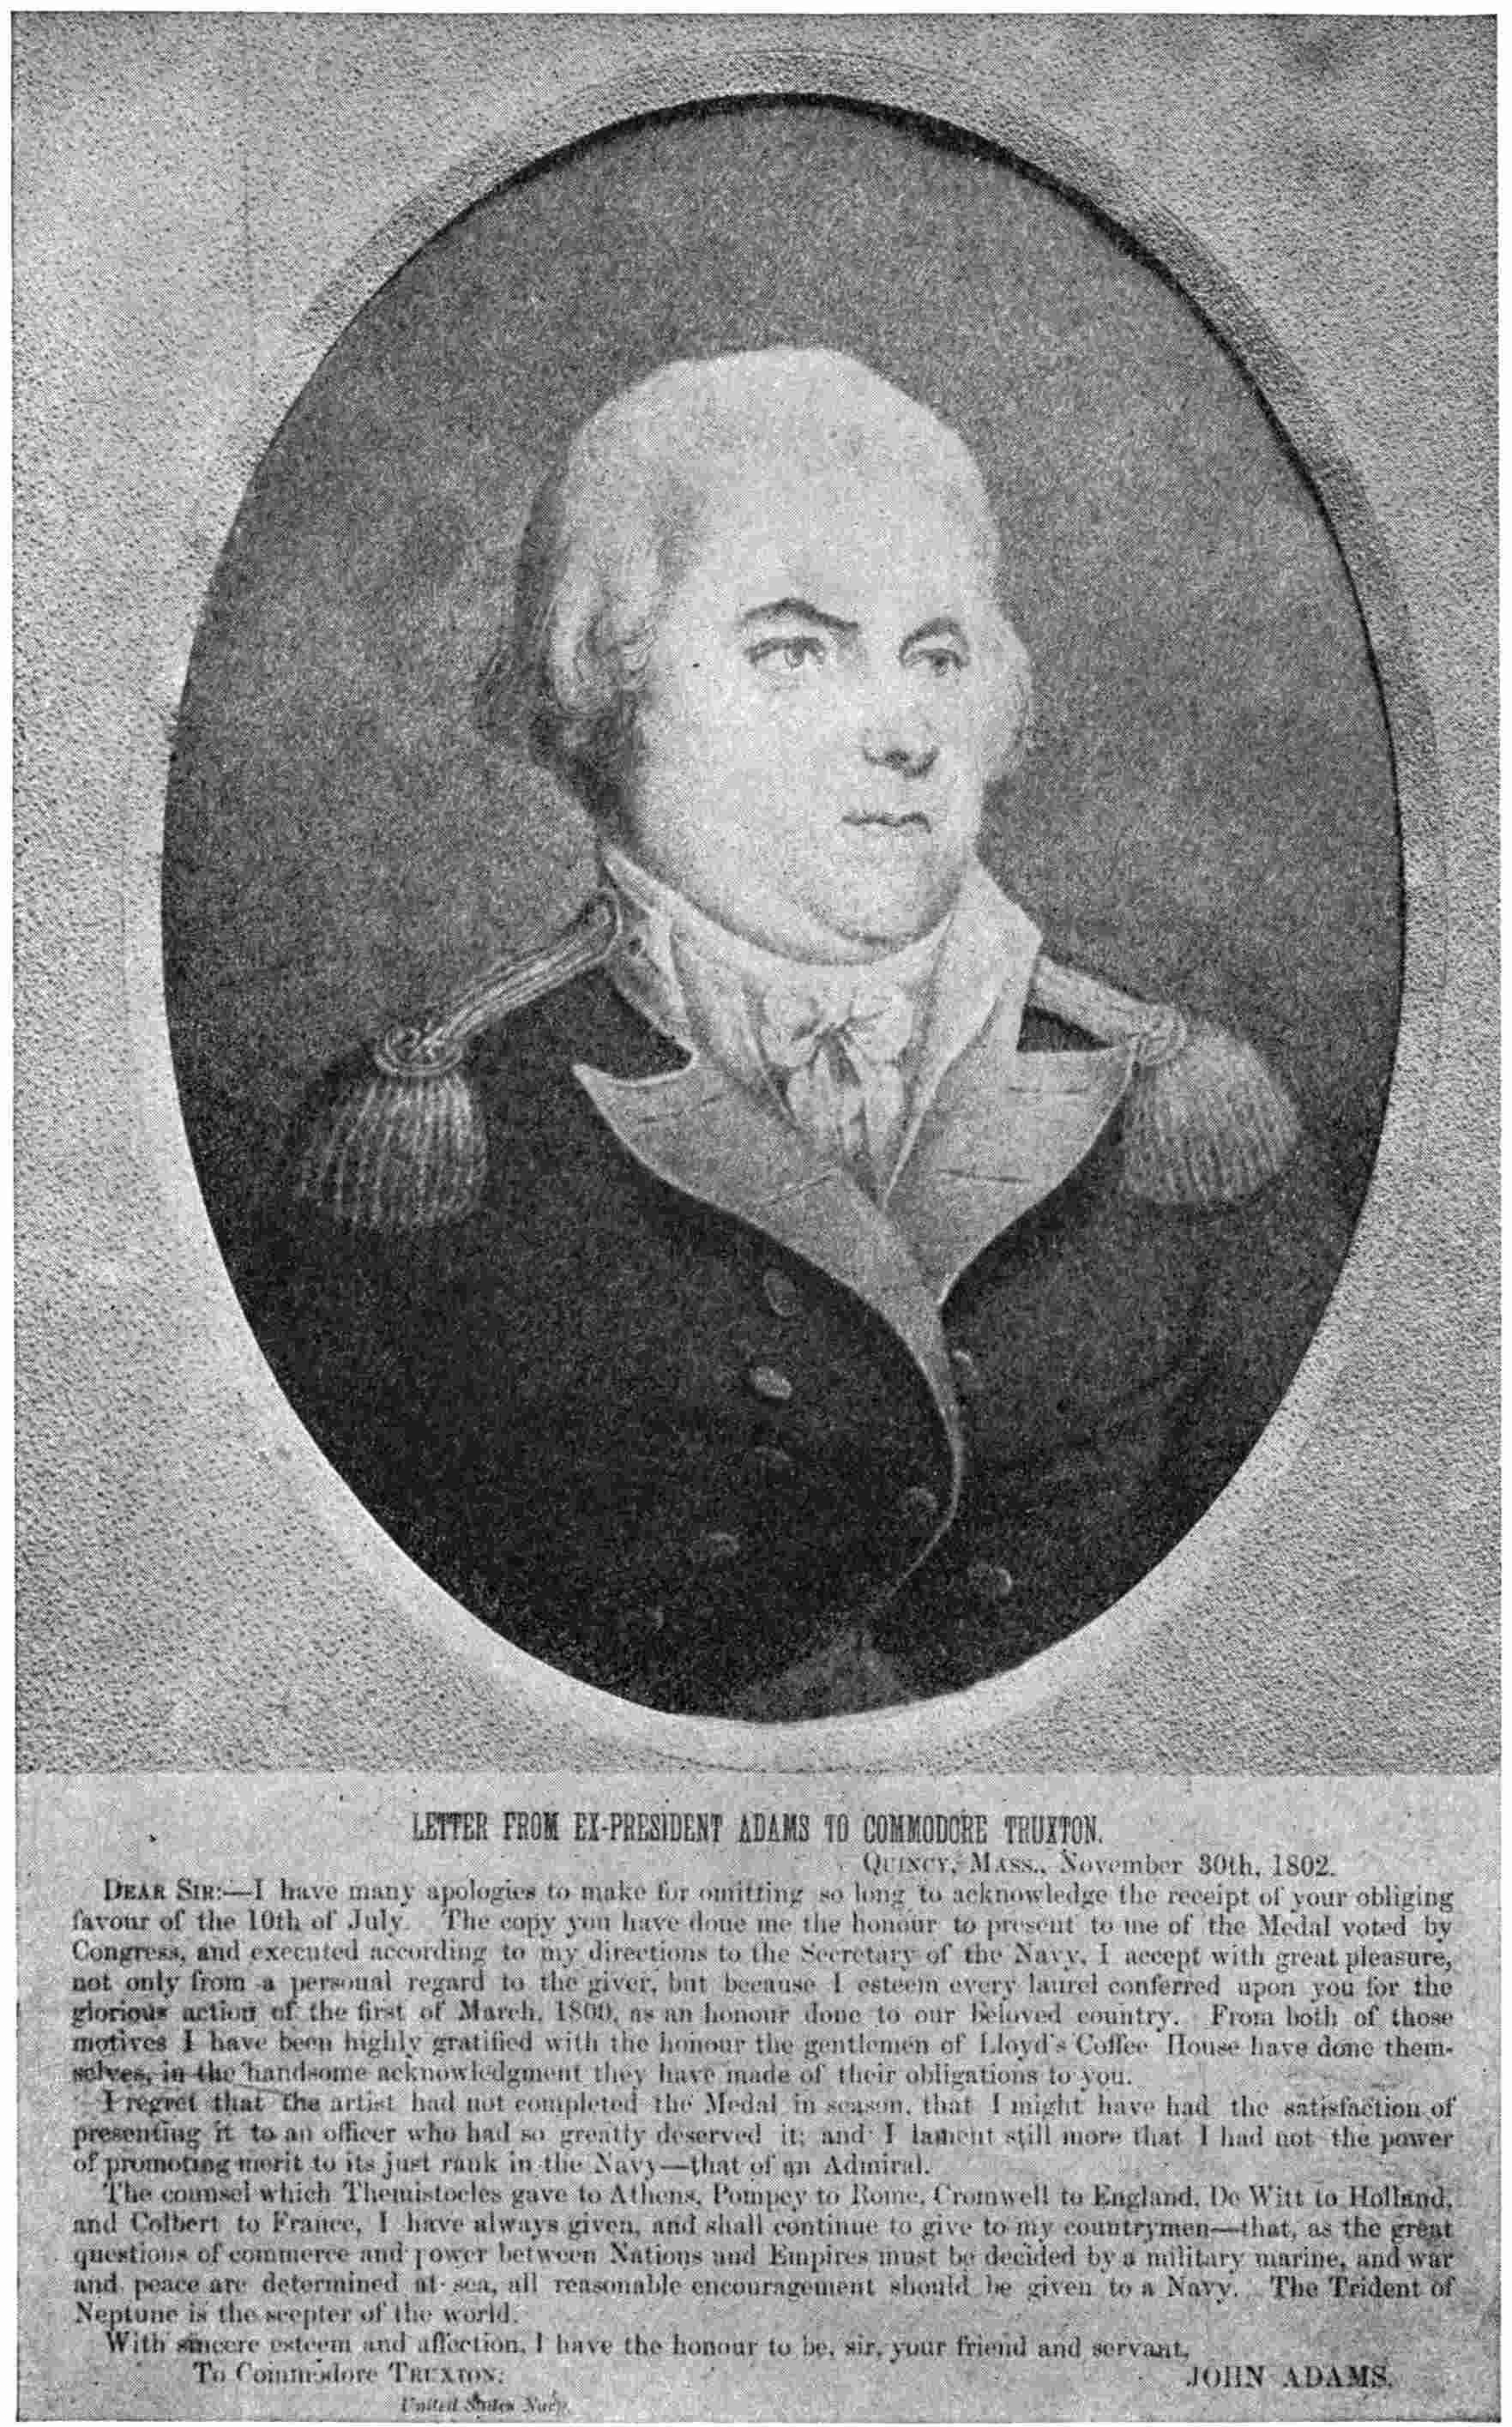 LETTER FROM EX-PRESIDENT ADAMS TO COMMODORE TRUXTON.
QUINCY, MASS., November 30th, 1802.
DEAR SIR:—I have many apologies to make for omitting so long to acknowledge the receipt of your obliging
favour of the 10th of July. The copy you have done me the honour to present to me of the Medal voted by
Congress, and executed according to my directions to the Secretary of the Navy, I accept with great pleasure,
not only from a personal regard to the giver, but because I esteem every laurel conferred upon you for the
glorious action of the first of March, 1800, as an honour done to our beloved country. From both of those
motives I have been highly gratified with the honour the gentlemen of Lloyd's Coffee House have done them-
selves, in the handsome acknowledgment they have made of their obligations to you.
I regret that the artist had not completed the Medal in season, that I might have had the satisfaction of
presenting it to an officer who had so greatly deserved it; and I lament still more that I had not the power
of promoting merit to its just rank in the Navy—that of an Admiral.
The counsel which Themistocles gave to Athens, Pompey to Rome, Cromwell to England, De Witt to Holland,
and Colbert to France, I have always given, and shall continue to give to my countrymen—that, as the great
questions of commerce and power between Nations and Empires must be decided by a military marine, and war
and peace are determined at sea, all reasonable encouragement should be given to a Navy. The Trident of
Neptune is the scepter of the world.
With sincere esteem and affection, I have the honour to be, sir, your friend and servant,
To Commodore TRUXTON, JOHN ADAMS.
United States Navy.